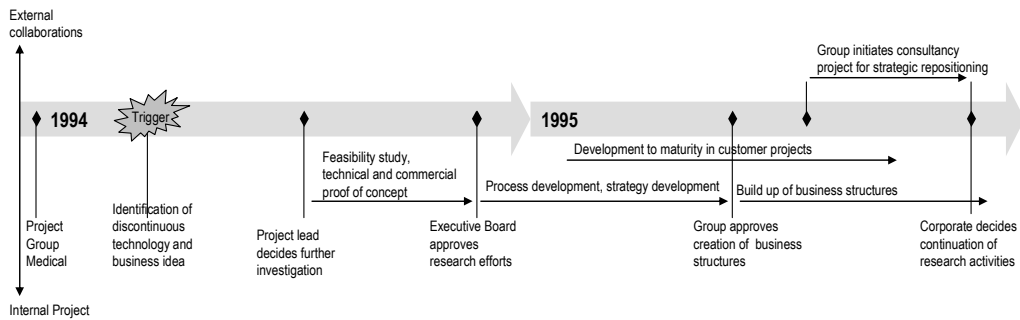 External
collaborations
Group initiates consultancy
project for strategic repositioning
1994
Trigger
1995
Development to maturity in customer projects
Feasibility study,
technical and commercial
proof of concept
Process development, strategy development
Build up of business structures
Project
Group
Medical
Identification of
discontinous
technology and
business idea
Project lead
decides further
investigation
Executive Board
approves
research efforts
Group approves
creation of business
structures
Corporate decides
continuation of
research activities
Internal Project